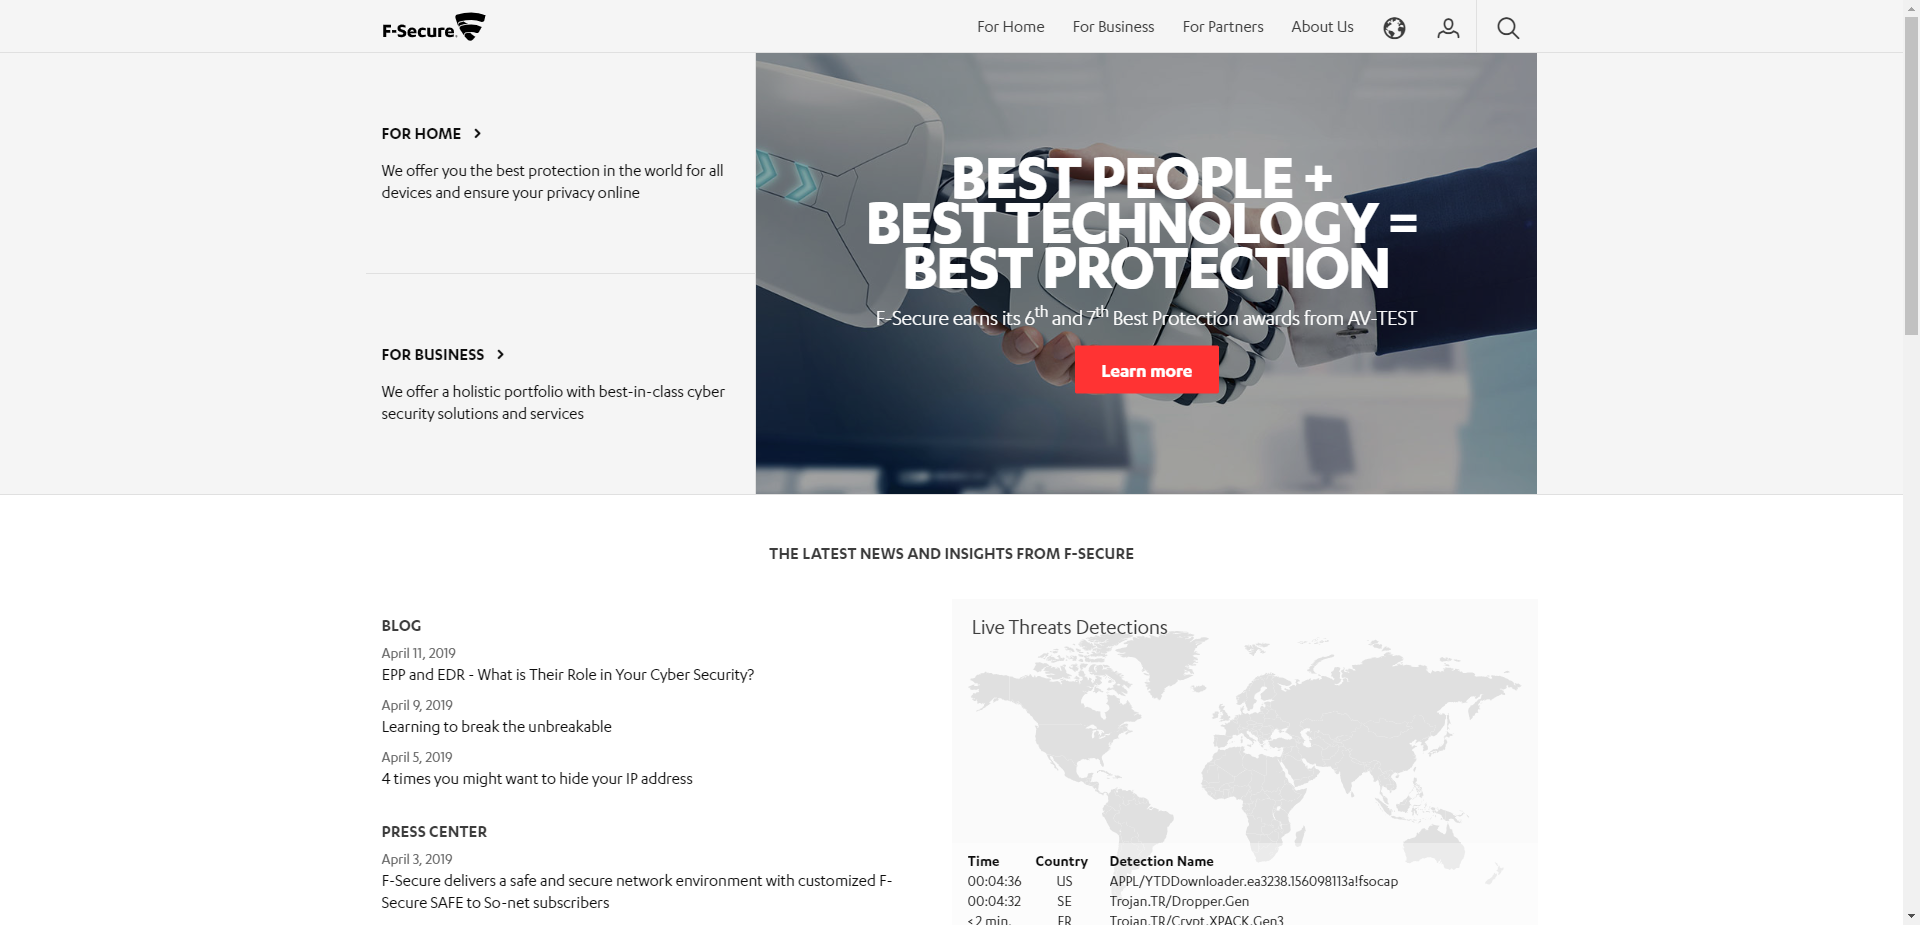 F-Secure
For Home
For Business
For Partners
About Us
FOR HOME
We offer you the best protection in the world for all
devices and ensure your privacy online
FOR BUSINESS
We offer a holistic portfolio with best-in-class cyber
security solutions and services
BEST PEOPLE +
BEST TECHNOLOGY =
BEST PROTECTION
F-Secure earns its 6th and 7th Best Protection awards from AV-TEST
Learn more
THE LATEST NEWS AND INSIGHTS FROM F-SECURE
BLOG
April 11, 2019
EPP and EDR - What is Their Role in Your Cyber Security?
April 9, 2019
Learning to break the unbreakable
April 5, 2019
4 times you might want to hide your IP address
PRESS CENTER
April 3, 2019
F-Secure delivers a safe and secure network environment with customized F-
Secure SAFE to So-net subscribers
Live Threats Detections
Time Country Detection Name
00:04:36 US APPL/YTDDownloader.ea3238.156098113a!fsocap
00:04:32 SE Trojan.TR/Dropper.Gen
<2 min. FR Trojan.TR/Crypt.XPACK.Gen3